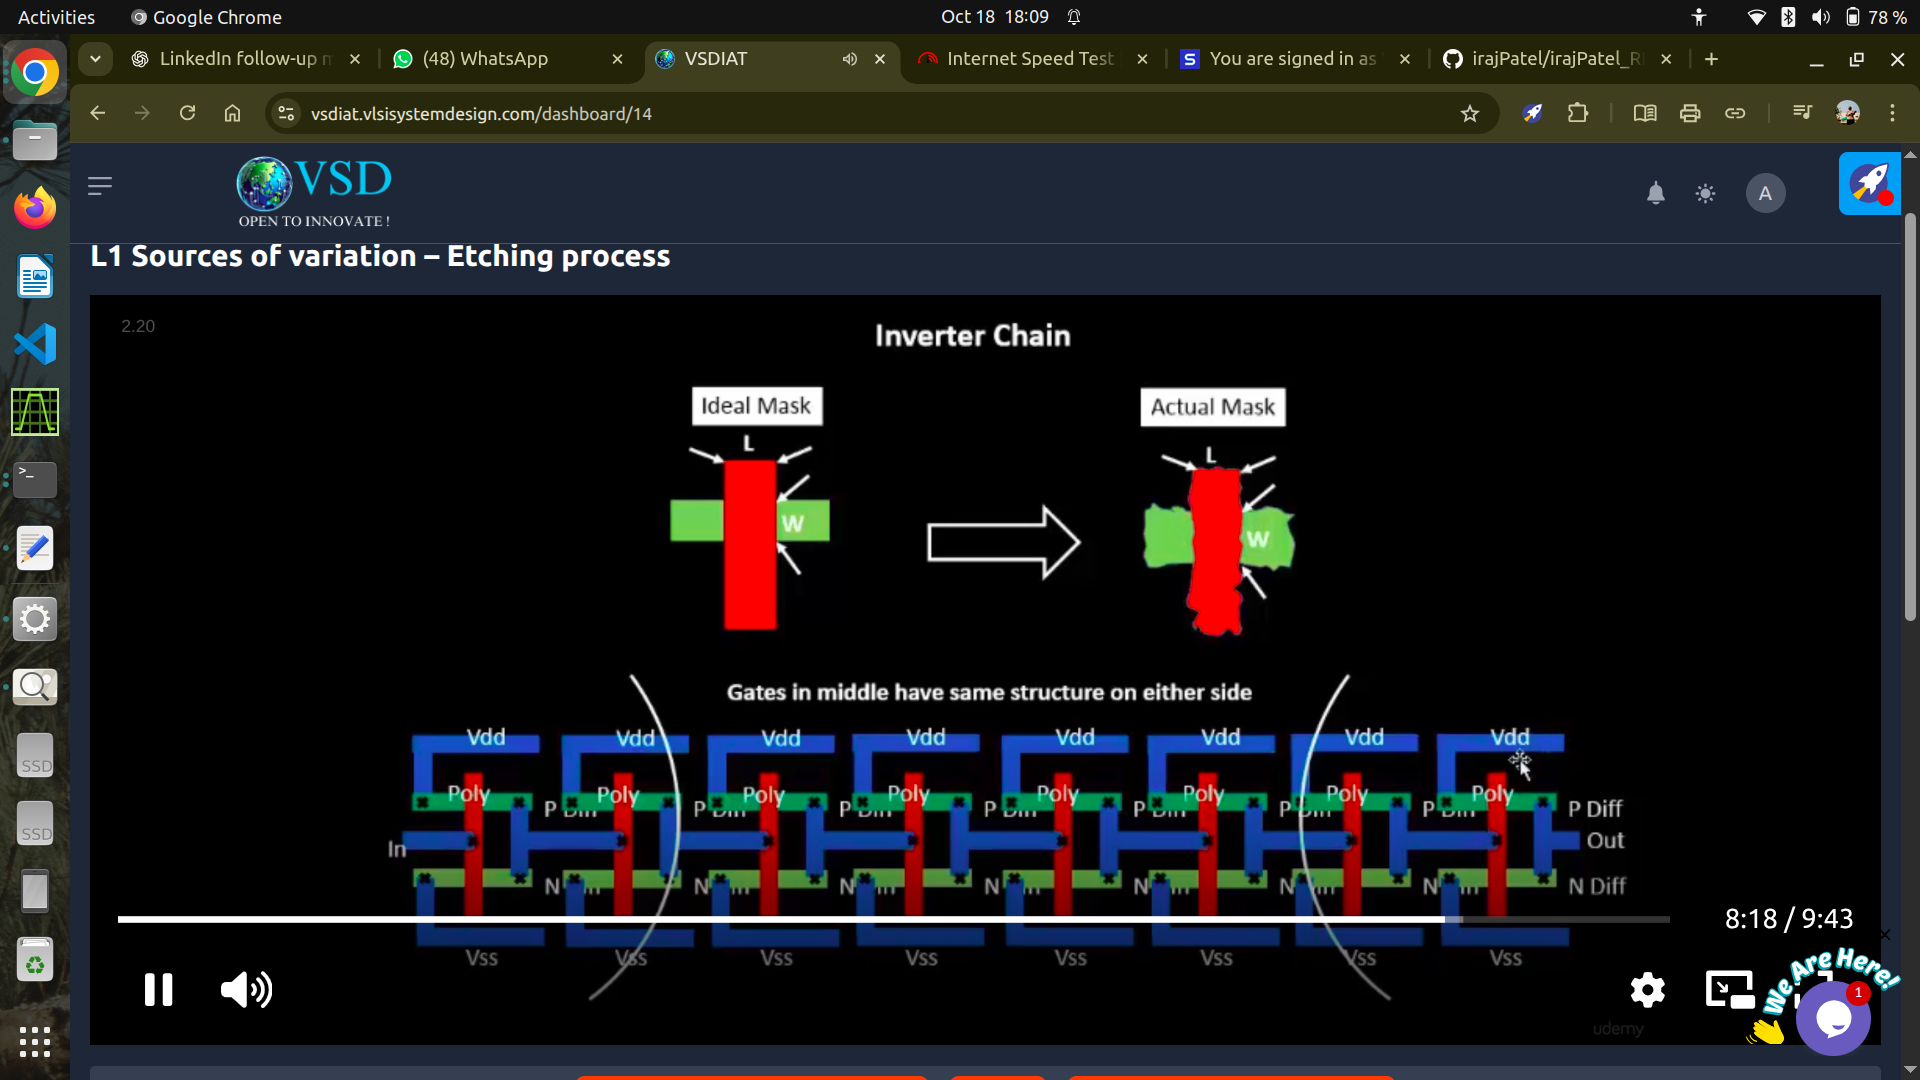 Activities Google Chrome Oct 18 18:09 78 %
LinkedIn follow-up m (48) WhatsApp VSDIAT Internet Speed Test You are signed in as irajPatel/irajPatel_R
vsdiat.vlsisystemdesign.com/dashboard/14
VSD
OPEN TO INNOVATE !
A
L1 Sources of variation – Etching process
2.20
Inverter Chain
Ideal Mask Actual Mask
L L
W W
Gates in middle have same structure on either side
Vdd Vdd Vdd Vdd Vdd Vdd Vdd Vdd
Poly Poly Poly Poly Poly Poly Poly Poly
P Diff P Diff P Diff P Diff P Diff P Diff P Diff P Diff
In Out
N Diff N Diff N Diff N Diff N Diff N Diff N Diff N Diff
8:18 / 9:43
Vss Vss Vss Vss Vss Vss Vss Vss
We Are Here!
1
udemy
SSD
SSD